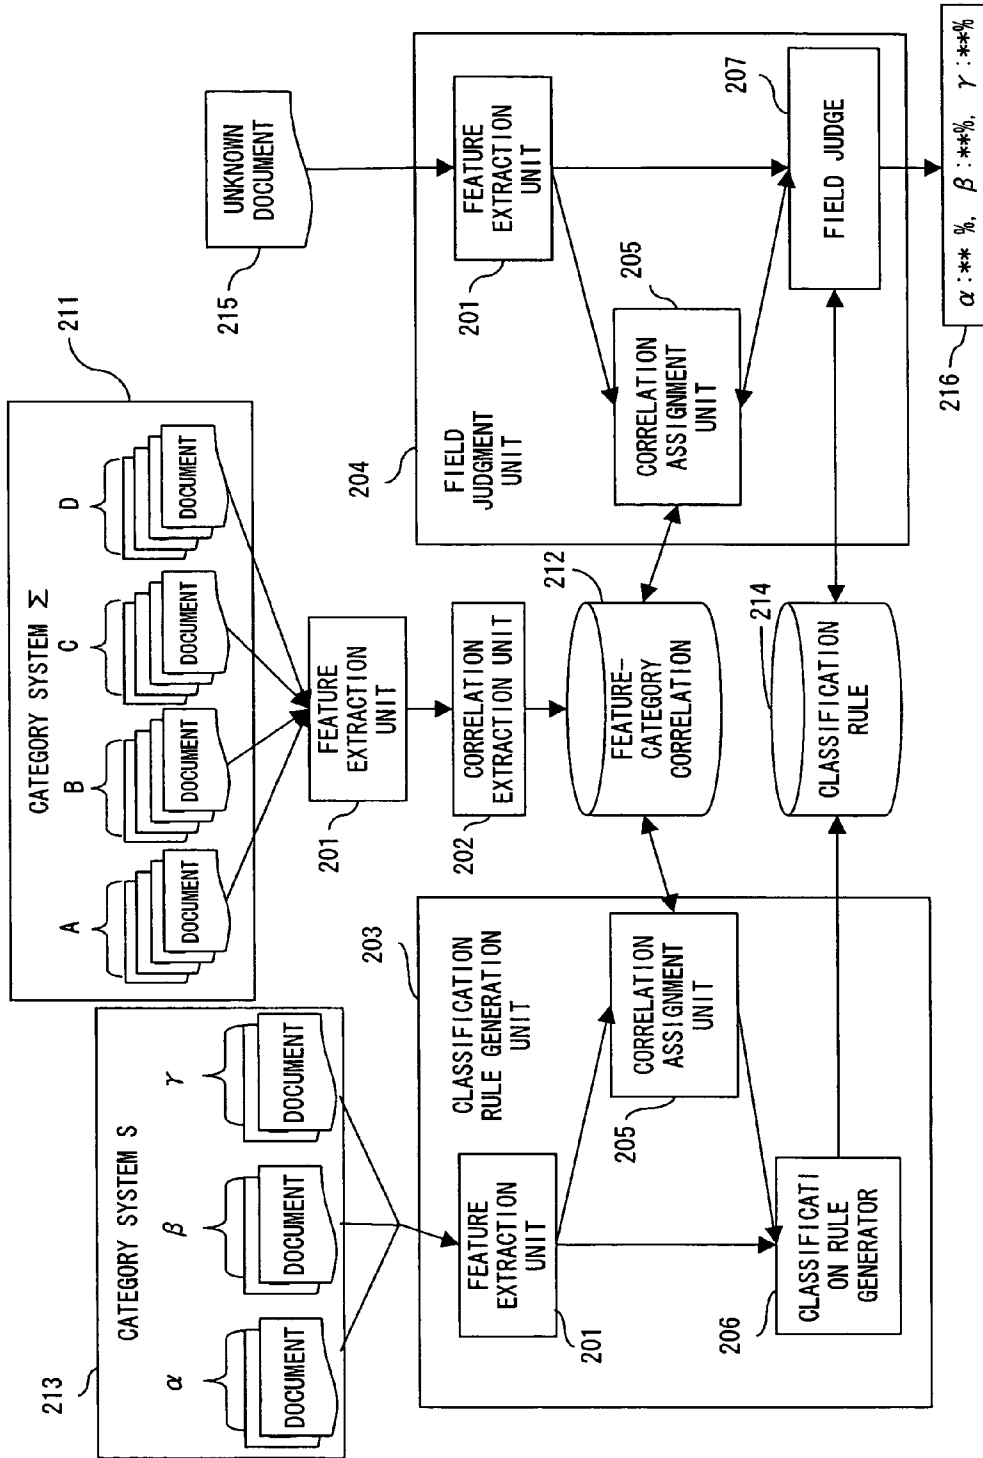 213
CATEGORY SYSTEM S
α
β
γ
DOCUMENT
DOCUMENT
DOCUMENT
211
CATEGORY SYSTEM Σ
A
B
C
D
DOCUMENT
DOCUMENT
DOCUMENT
DOCUMENT
215
UNKNOWN
DOCUMENT
FEATURE
EXTRACTION
UNIT
201
CORRELATION
EXTRACTION UNIT
202
203
CLASSIFICATION
RULE GENERATION
UNIT
FEATURE
EXTRACTION
UNIT
201
CORRELATION
ASSIGNMENT
UNIT
205
206
CLASSIFICATI
ON RULE
GENERATOR
212
FEATURE-
CATEGORY
CORRELATION
214
CLASSIFICATION
RULE
204
FIELD
JUDGMENT
UNIT
FEATURE
EXTRACTION
UNIT
201
205
CORRELATION
ASSIGNMENT
UNIT
207
FIELD JUDGE
216
α:** %, β:**%, γ:**%